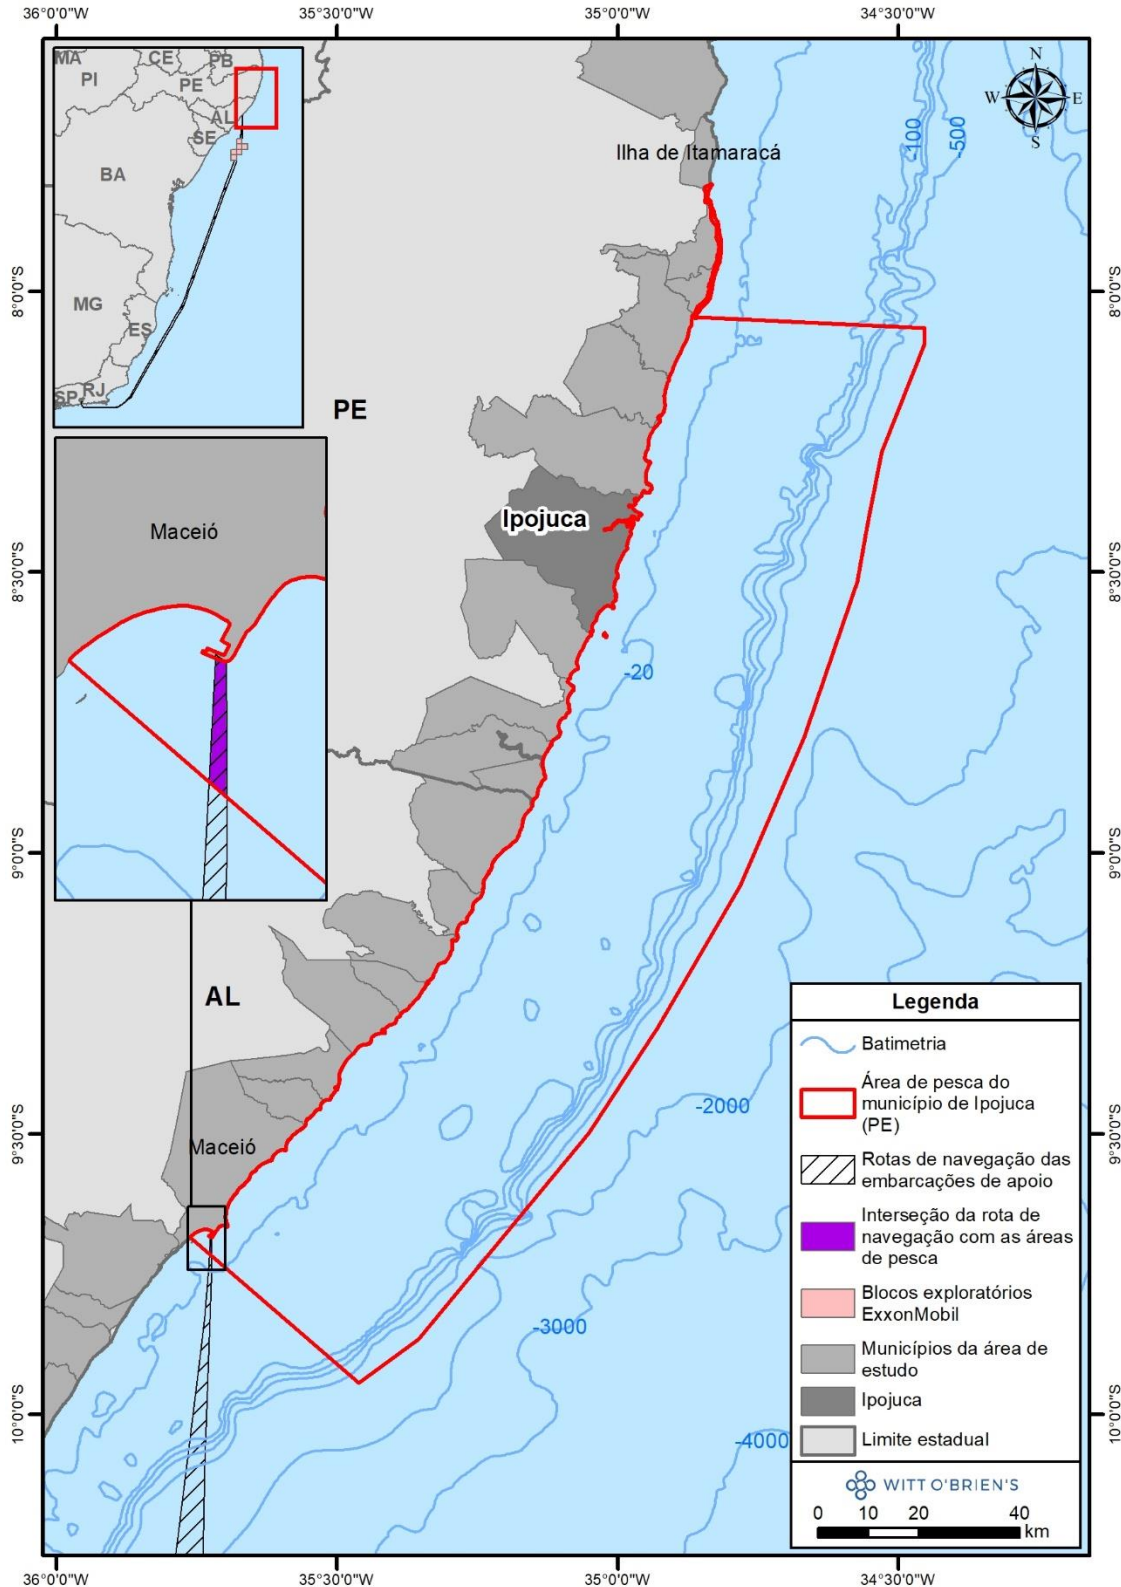 36°0'0"W
35°30'0"W
35°0'0"W
34°30'0"W
MA
PI
CE
PB
PE
AL
SE
BA
MG
ES
RJ
SP
N
W
E
S
-100
-500
Ilha de Itamaracá
8°0'0"S
8°0'0"S
PE
Ipojuca
Maceió
8°30'0"S
8°30'0"S
-20
9°0'0"S
9°0'0"S
AL
-2000
9°30'0"S
9°30'0"S
Maceió
-3000
10°0'0"S
10°0'0"S
-4000
Legenda
Batimetria
Área de pesca do
município de Ipojuca
(PE)
Rotas de navegação das
embarcações de apoio
Interseção da rota de
navegação com as áreas
de pesca
Blocos exploratórios
ExxonMobil
Municípios da área de
estudo
Ipojuca
Limite estadual
WITT O'BRIEN'S
0 10 20 40
km
36°0'0"W
35°30'0"W
35°0'0"W
34°30'0"W